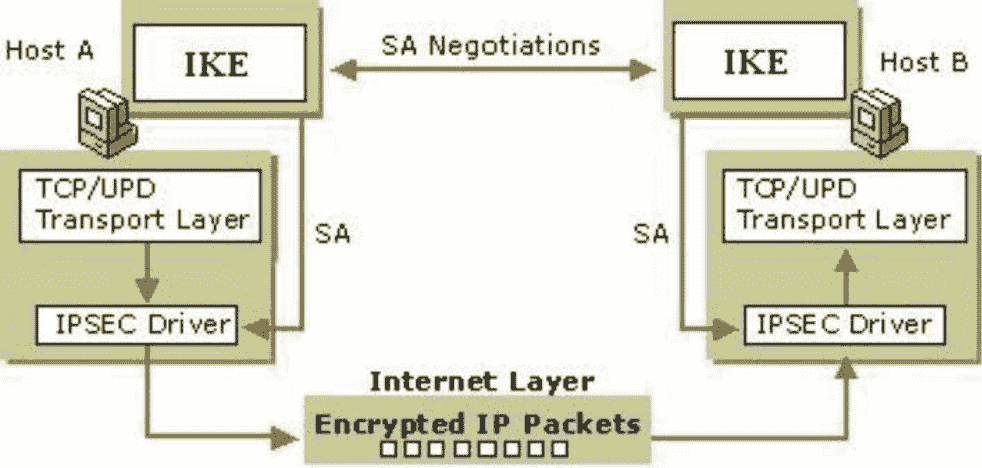 Host A
IKE
SA Negotiations
IKE
Host B
TCP/UPD
Transport Layer
SA
SA
TCP/UPD
Transport Layer
IPSEC Driver
IPSEC Driver
Internet Layer
Encrypted IP Packets